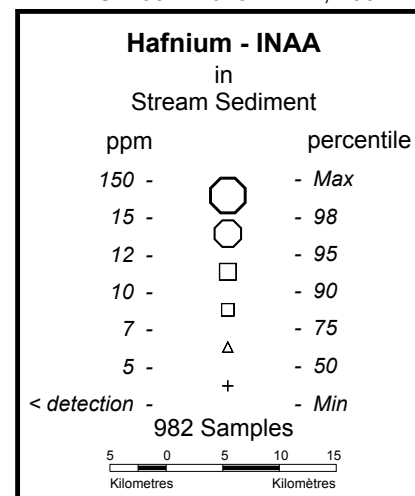 Hafnium - INAA
in
Stream Sediment
ppm percentile
150 - - Max
15 - - 98
12 - - 95
10 - - 90
7 - - 75
5 - - 50
< detection - - Min
982 Samples
5 0 5 10 15
Kilometres Kilomètres